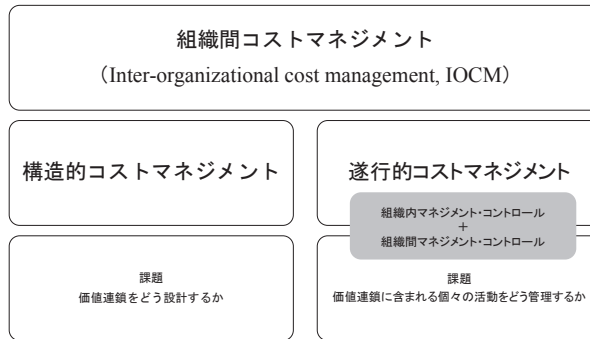 組織間コストマネジメント
（Inter-organizational cost management, IOCM）
構造的コストマネジメント
遂行的コストマネジメント
組織内マネジメント・コントロール
+
組織間マネジメント・コントロール
課題
価値連鎖をどう設計するか
課題
価値連鎖に含まれる個々の活動をどう管理するか